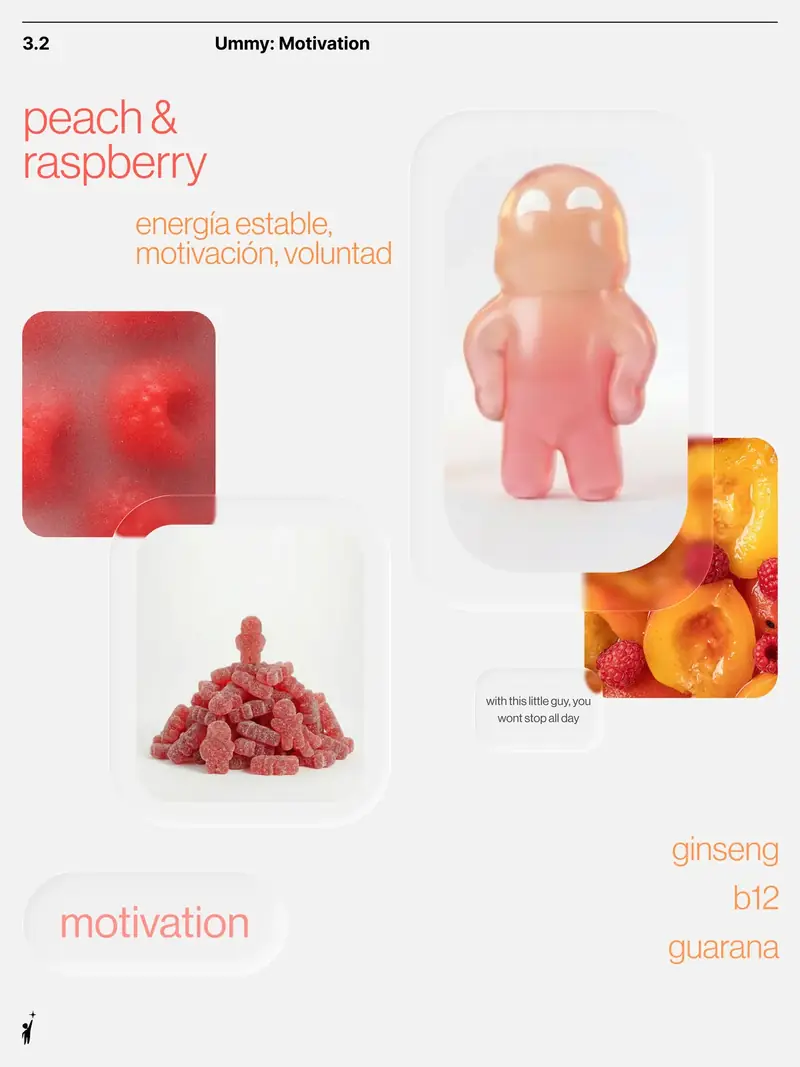 3.2
Ummy: Motivation
peach &
raspberry
energía estable,
motivación, voluntad
with this little guy, you
wont stop all day
motivation
ginseng
b12
guarana